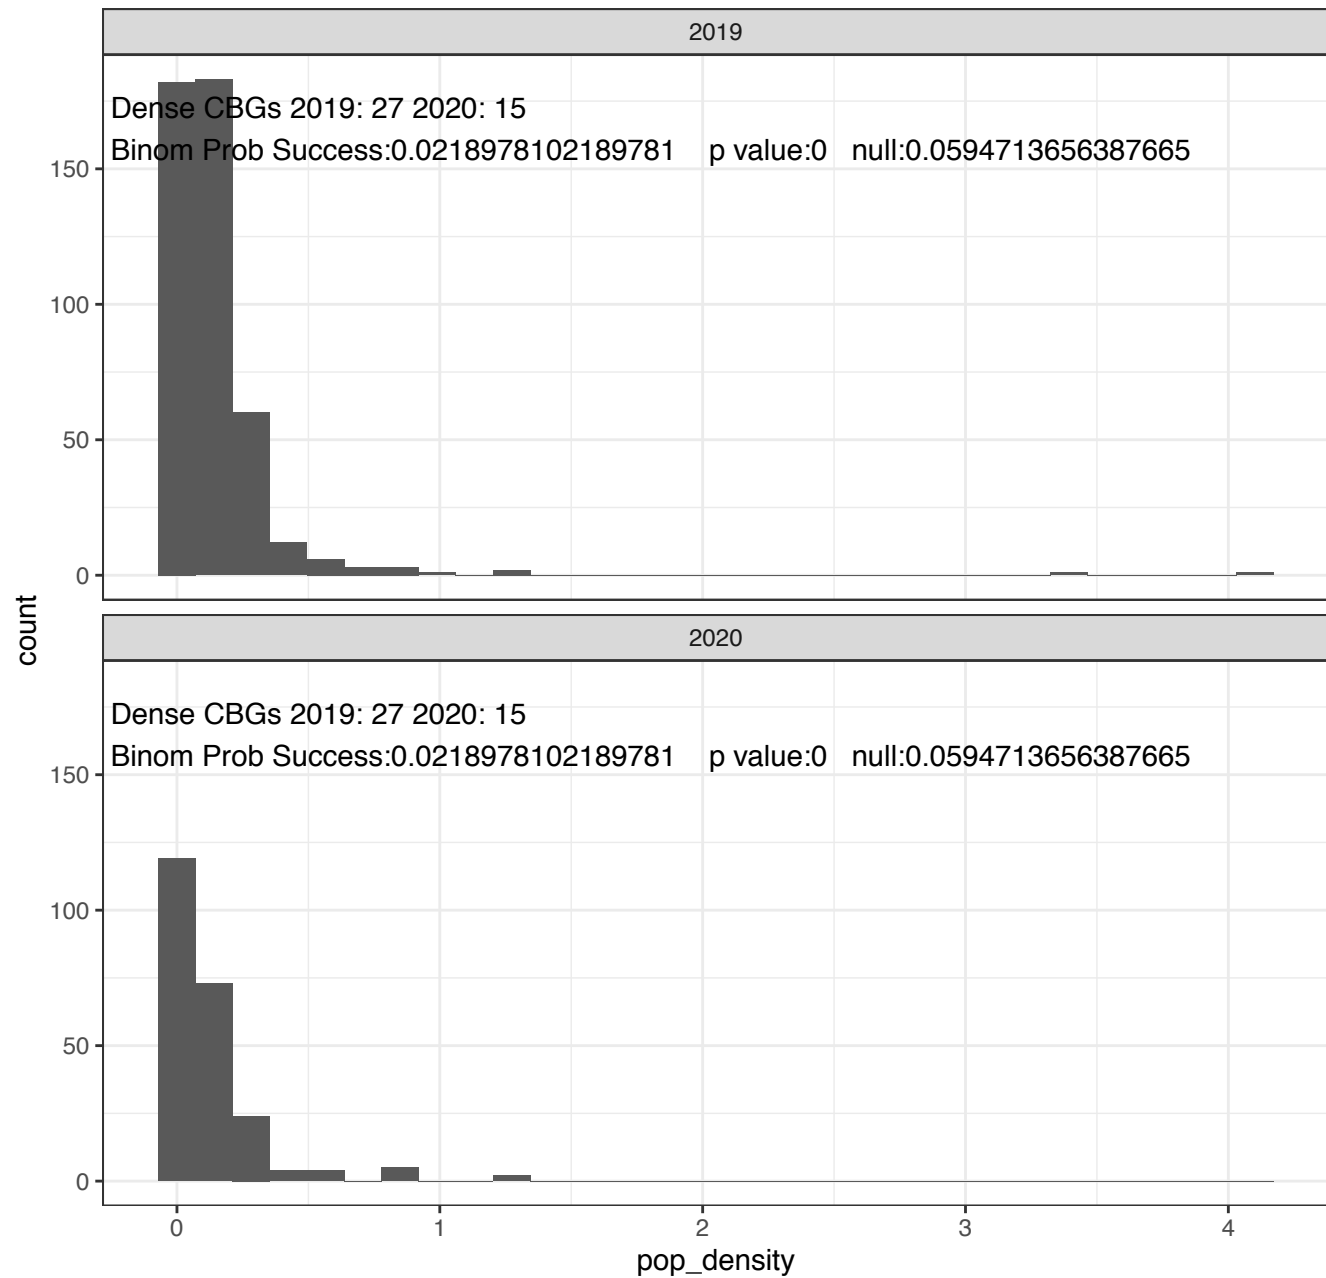 2019
Dense CBGs 2019: 27 2020: 15
Binom Prob Success:0.0218978102189781 p value:0 null:0.0594713656387665
150
100
50
0
count
2020
Dense CBGs 2019: 27 2020: 15
Binom Prob Success:0.0218978102189781 p value:0 null:0.0594713656387665
150
100
50
0
0 1 2 3 4
pop_density